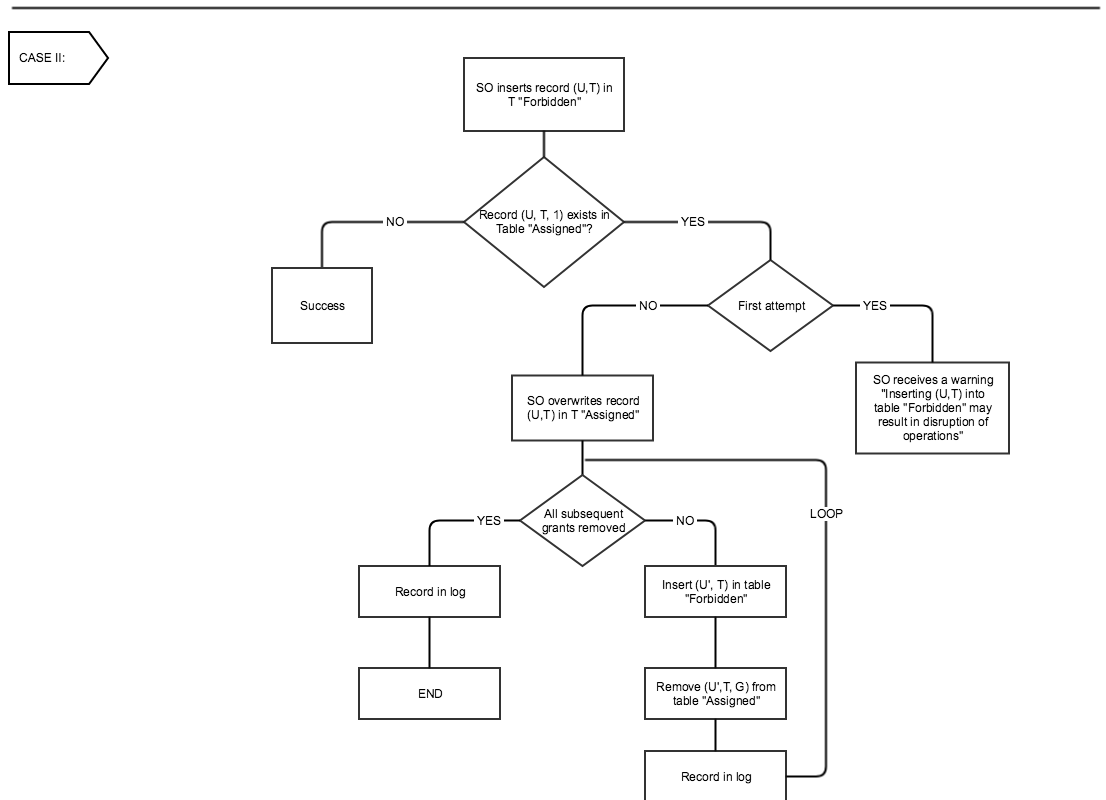 CASE II:
SO inserts record (U,T) in
T "Forbidden"
Record (U, T, 1) exists in
Table "Assigned"?
NO
YES
Success
First attempt
NO
YES
SO receives a warning
"Inserting (U,T) into
table "Forbidden" may
result in disruption of
operations"
SO overwrites record
(U,T) in T "Assigned"
All subsequent
grants removed
YES
NO
LOOP
Record in log
Insert (U', T) in table
"Forbidden"
END
Remove (U',T, G) from
table "Assigned"
Record in log